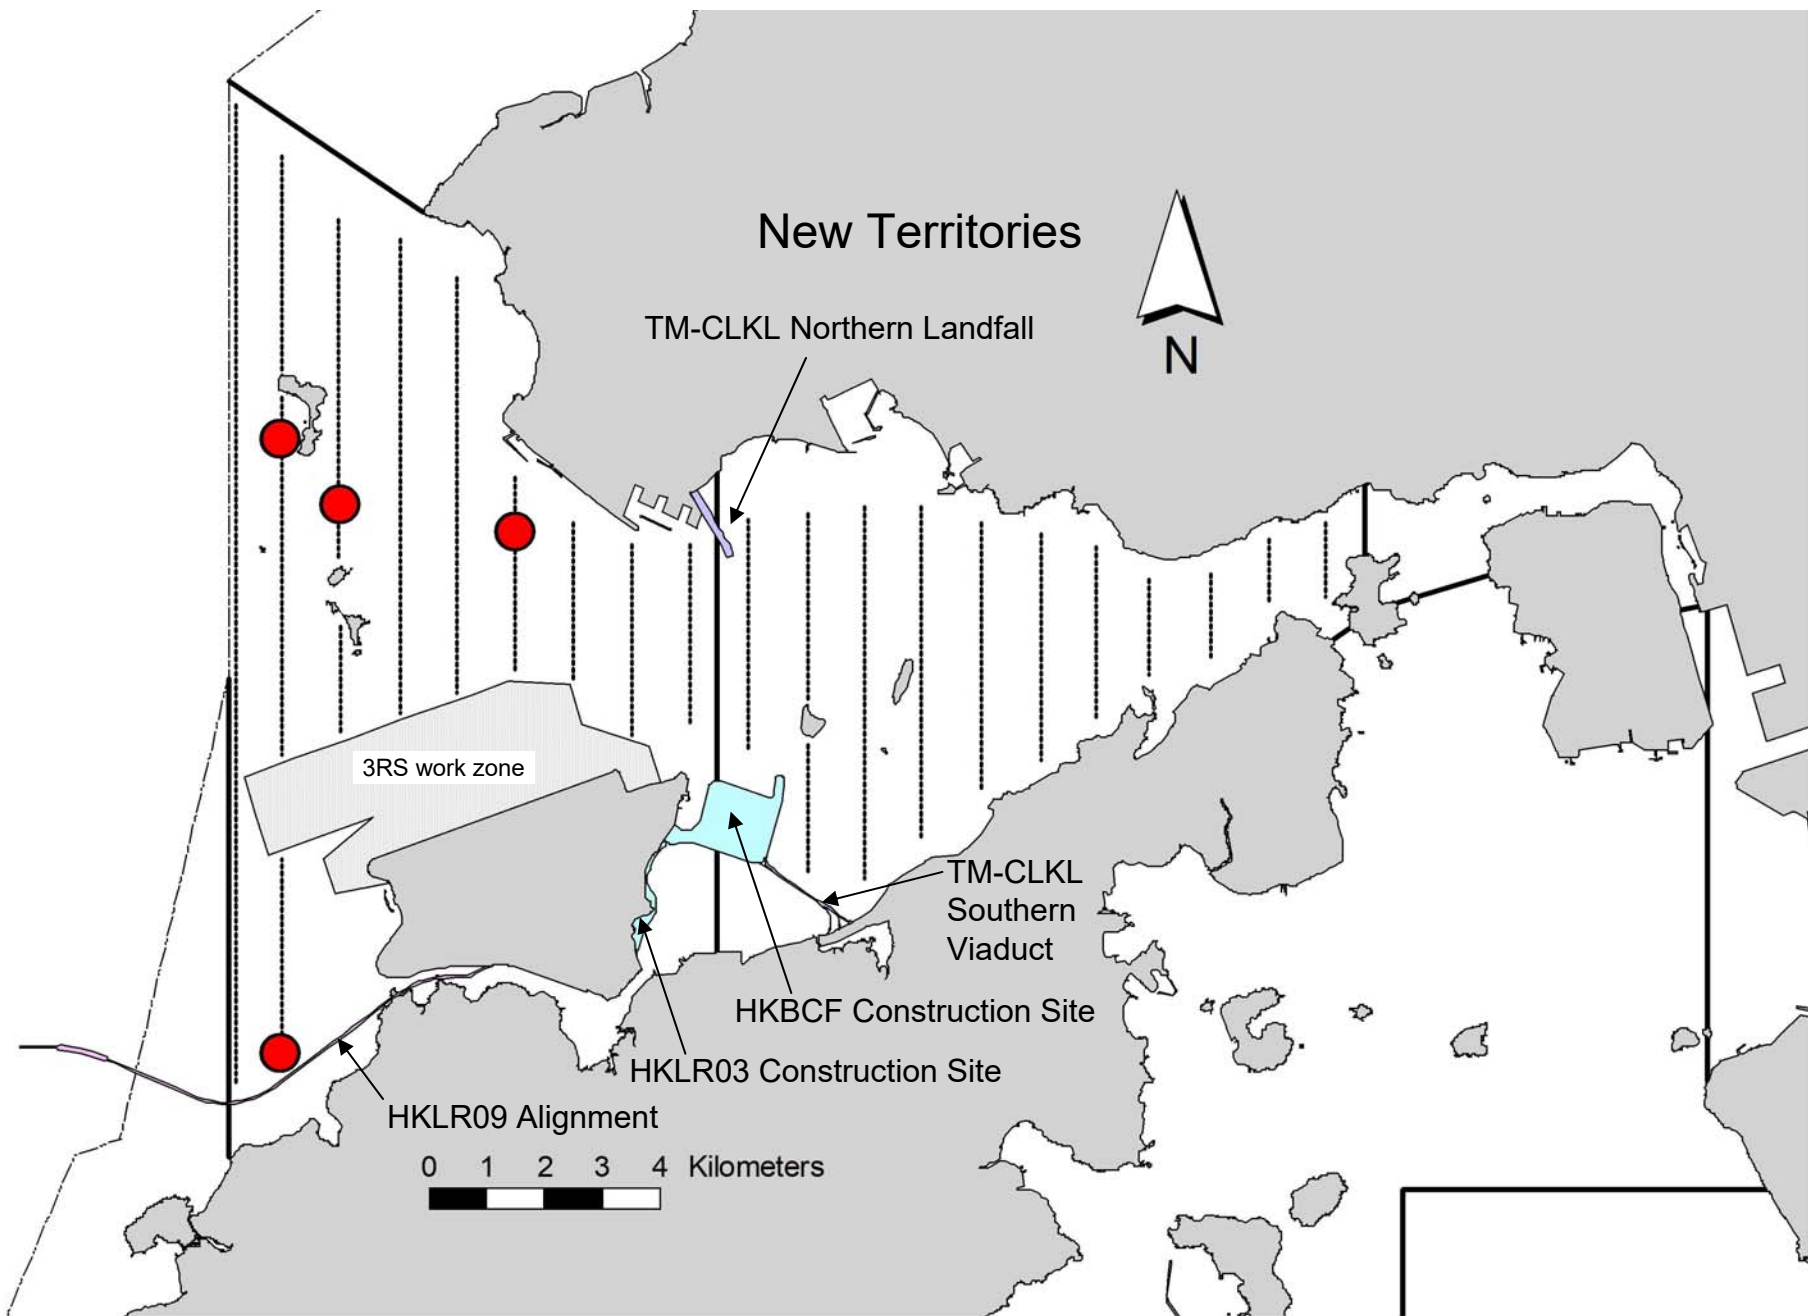 New Territories
TM-CLKL Northern Landfall
N
3RS work zone
TM-CLKL
Southern
Viaduct
HKBCF Construction Site
HKLR03 Construction Site
HKLR09 Alignment
0 1 2 3 4 Kilometers